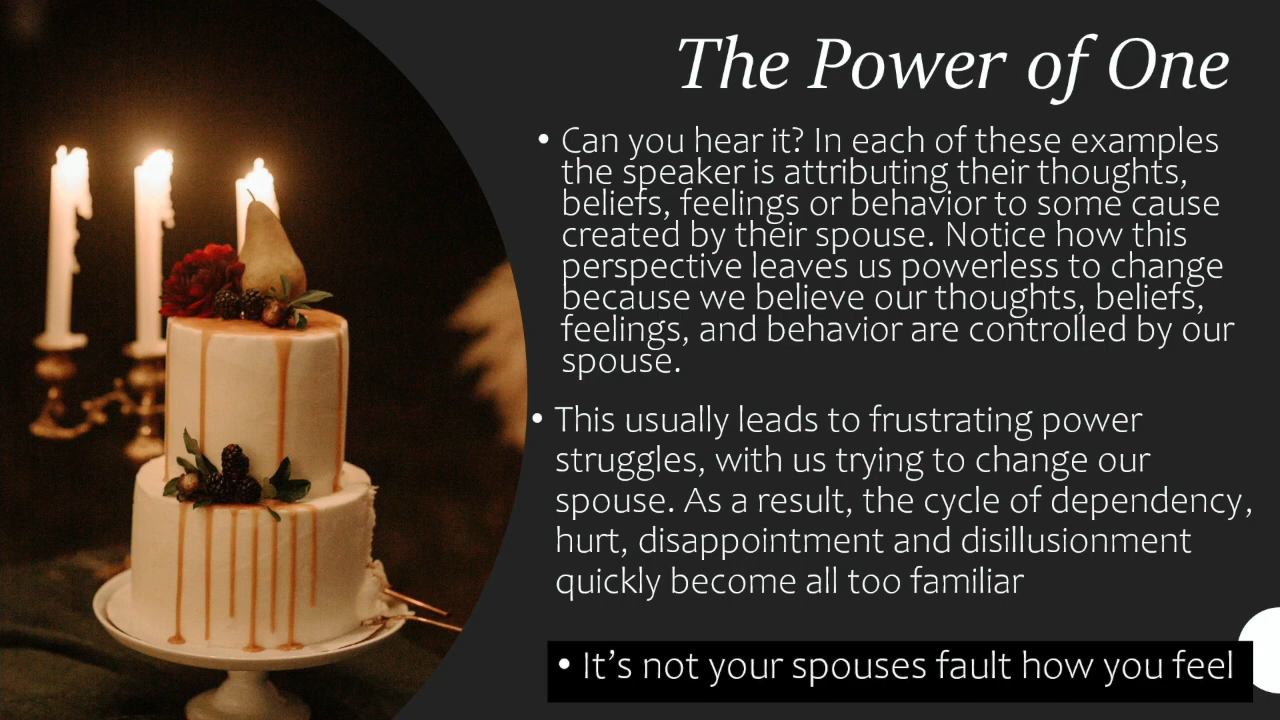 The Power of One
• Can you hear it? In each of these examples
the speaker is attributing their thoughts,
beliefs, feelings or behavior to some cause
created by their spouse. Notice how this
perspective leaves us powerless to change
because we believe our thoughts, beliefs,
feelings, and behavior are controlled by our
spouse.
• This usually leads to frustrating power
struggles, with us trying to change our
spouse. As a result, the cycle of dependency,
hurt, disappointment and disillusionment
quickly become all too familiar
• It’s not your spouses fault how you feel